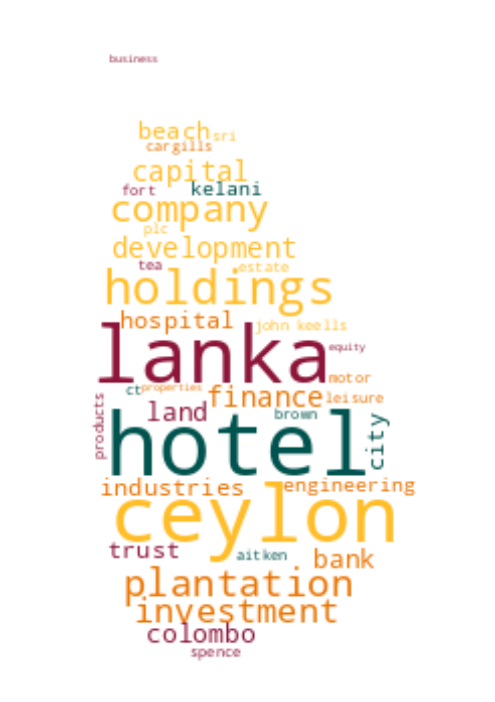 business
beach sri
cargills
capital
fort kelani
company
plc
development
tea estate
holdings
hospital john keells
lanka equity
motor
ct properties finance leisure
products land brown
hotel city
industries engineering
ceylon
trust aitken bank
plantation
investment
colombo
spence